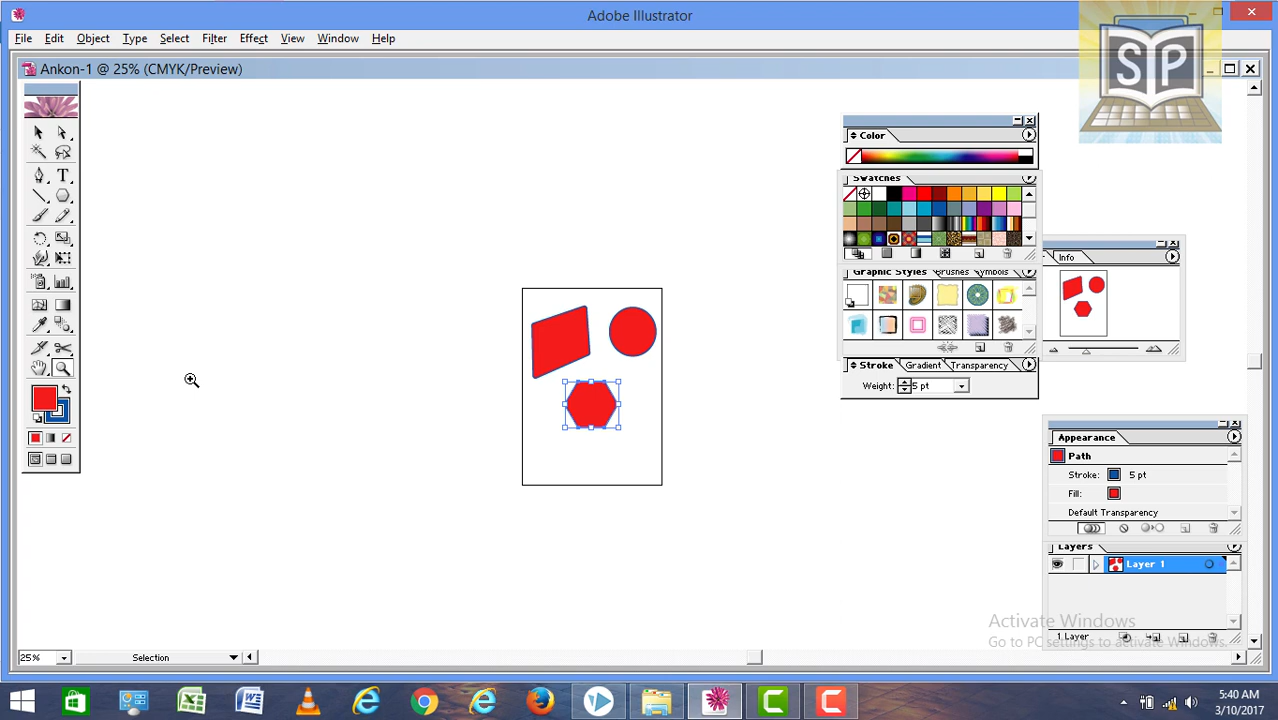 Adobe Illustrator
SP
File Edit Object Type Select Filter Effect View Window Help
Ankon-1 @ 25% (CMYK/Preview)
Color
Swatches
Info
Graphic Styles Brushes Symbols
Stroke Gradient Transparency
Weight: 5 pt
Appearance
Path
Stroke: 5 pt
Fill:
Default Transparency
Layers
Layer 1
Activate Windows
Go to PC settings to activate Windows.
1 Layer
25% Selection
5:40 AM
3/10/2017